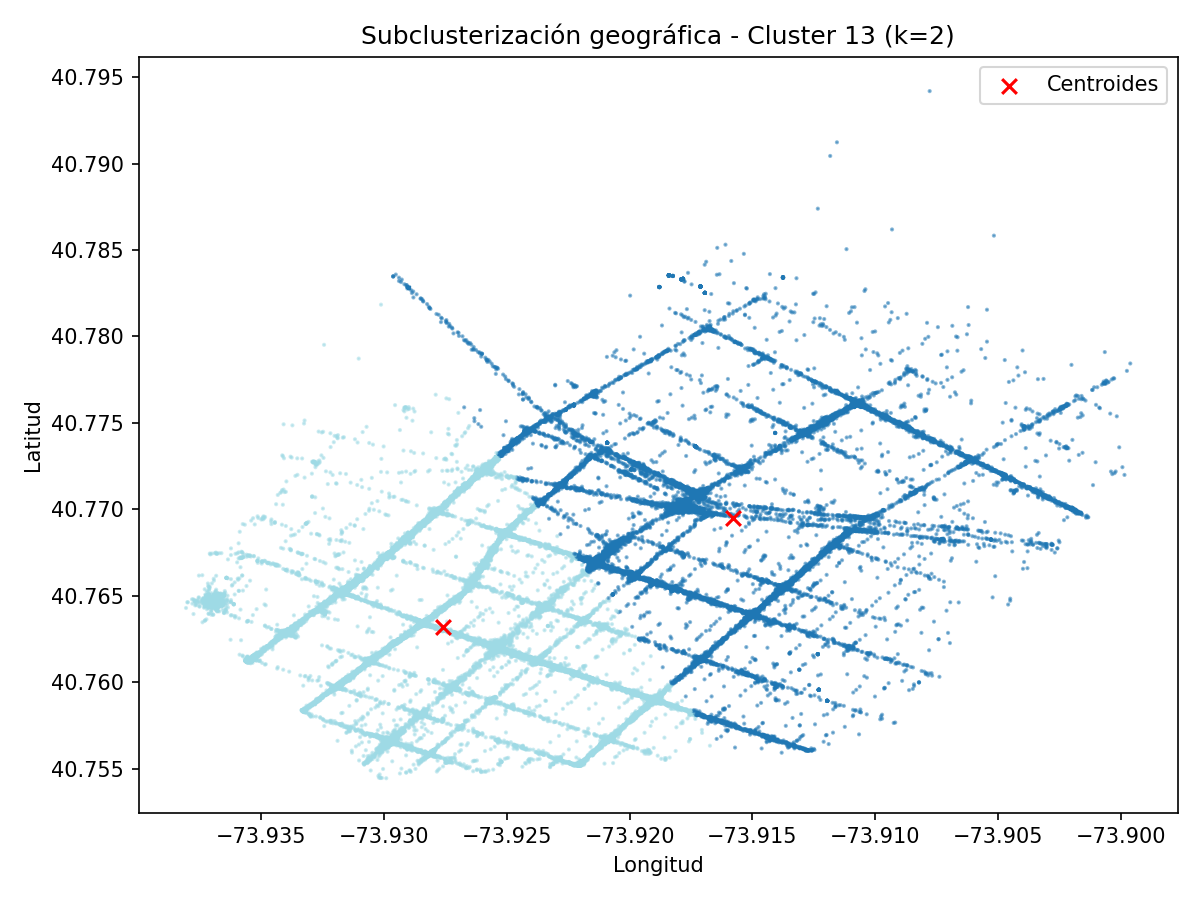 Subclusterización geográfica - Cluster 13 (k=2)
Centroides
40.795
40.790
40.785
40.780
40.775
40.770
40.765
40.760
40.755
Latitud
−73.935 −73.930 −73.925 −73.920 −73.915 −73.910 −73.905 −73.900
Longitud